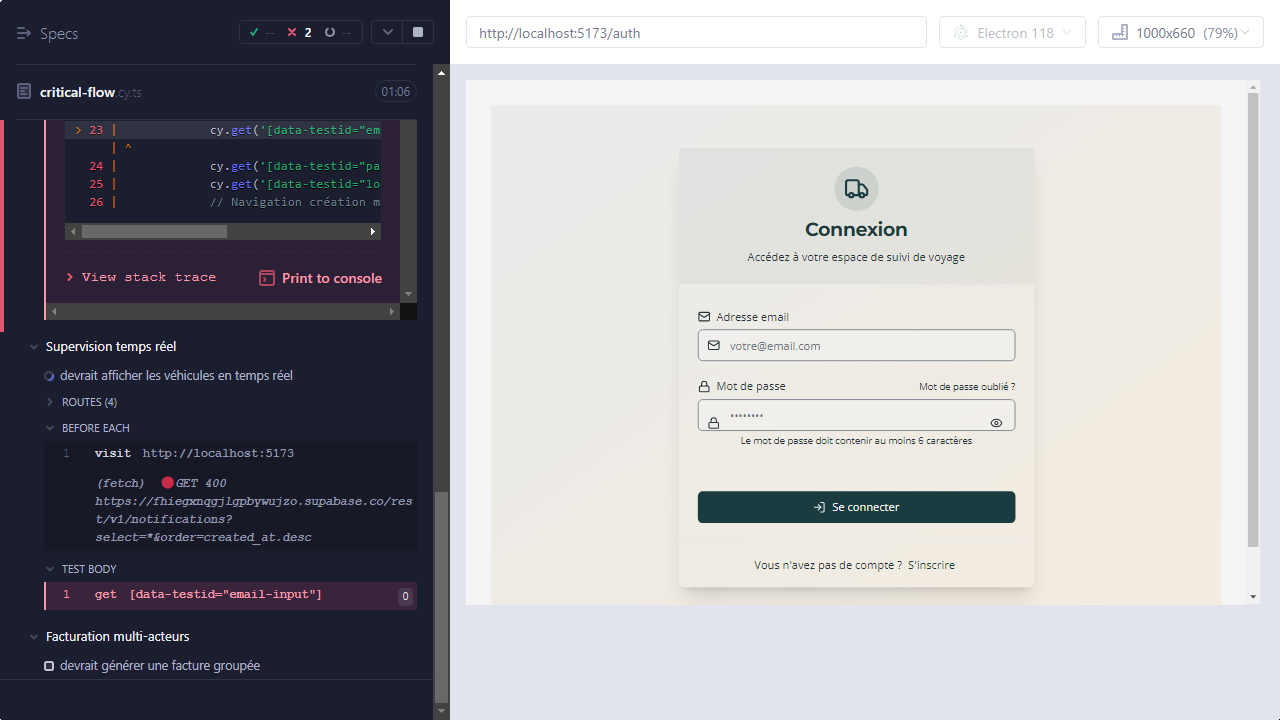 Specs
-- 2 --
critical-flow.cy.ts
01:06
> 23 | cy.get('[data-testid="em
| ^
24 | cy.get('[data-testid="pa
25 | cy.get('[data-testid="lo
26 | // Navigation création m
View stack trace
Print to console
Supervision temps réel
devrait afficher les véhicules en temps réel
ROUTES (4)
BEFORE EACH
1 visit http://localhost:5173
(fetch) GET 400
https://fhiegxnqgjlgpbywujzo.supabase.co/res
t/v1/notifications?
select=*&order=created_at.desc
TEST BODY
1 get [data-testid="email-input"] 0
Facturation multi-acteurs
devrait générer une facture groupée
http://localhost:5173/auth
Electron 118
1000x660 (79%)
Connexion
Accédez à votre espace de suivi de voyage
Adresse email
votre@email.com
Mot de passe
Mot de passe oublié ?
••••••••
Le mot de passe doit contenir au moins 6 caractères
Se connecter
Vous n'avez pas de compte ? S'inscrire